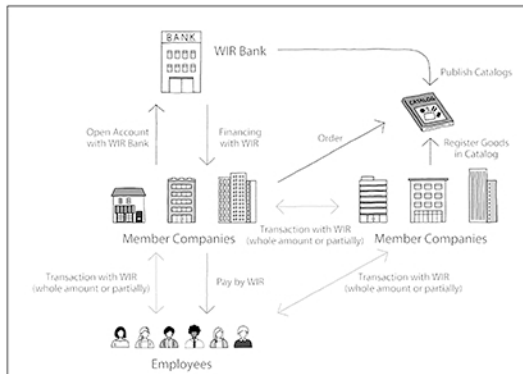 BANK
WIR Bank
Publish Catalogs
CATALOG
Open Account
with WIR Bank
Financing
with WIR
Order
Register Goods
in Catalog
Transaction with WIR
(whole amount or partially)
Member Companies
Member Companies
Transaction with WIR
(whole amount or partially)
Pay by WIR
Transaction with WIR
(whole amount or partially)
Employees